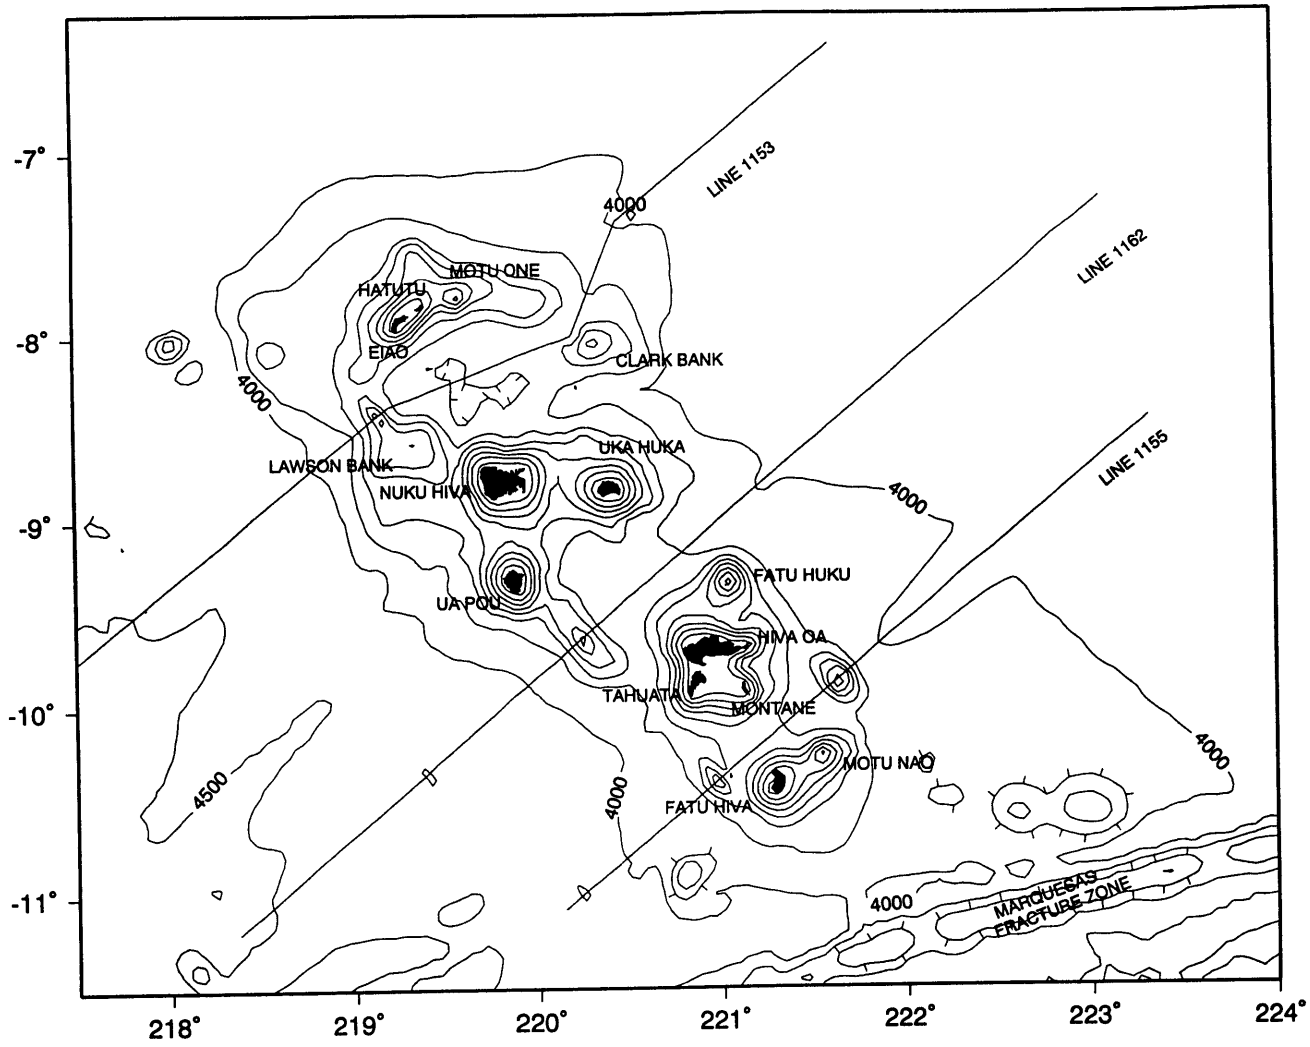 -7°
-8°
-9°
-10°
-11°
LINE 1153
4000
LINE 1162
MOTU ONE
HATUTU
EIAO
CLARK BANK
4000
LINE 1155
UKA HUKA
LAWSON BANK
NUKU HIVA
4000
FATU HUKU
UA POU
HIVA OA
TAHUATA
MONTANE
4000
MOTU NAO
4500
4000
FATU HIVA
4000
MARQUESAS
FRACTURE ZONE
218°
219°
220°
221°
222°
223°
224°